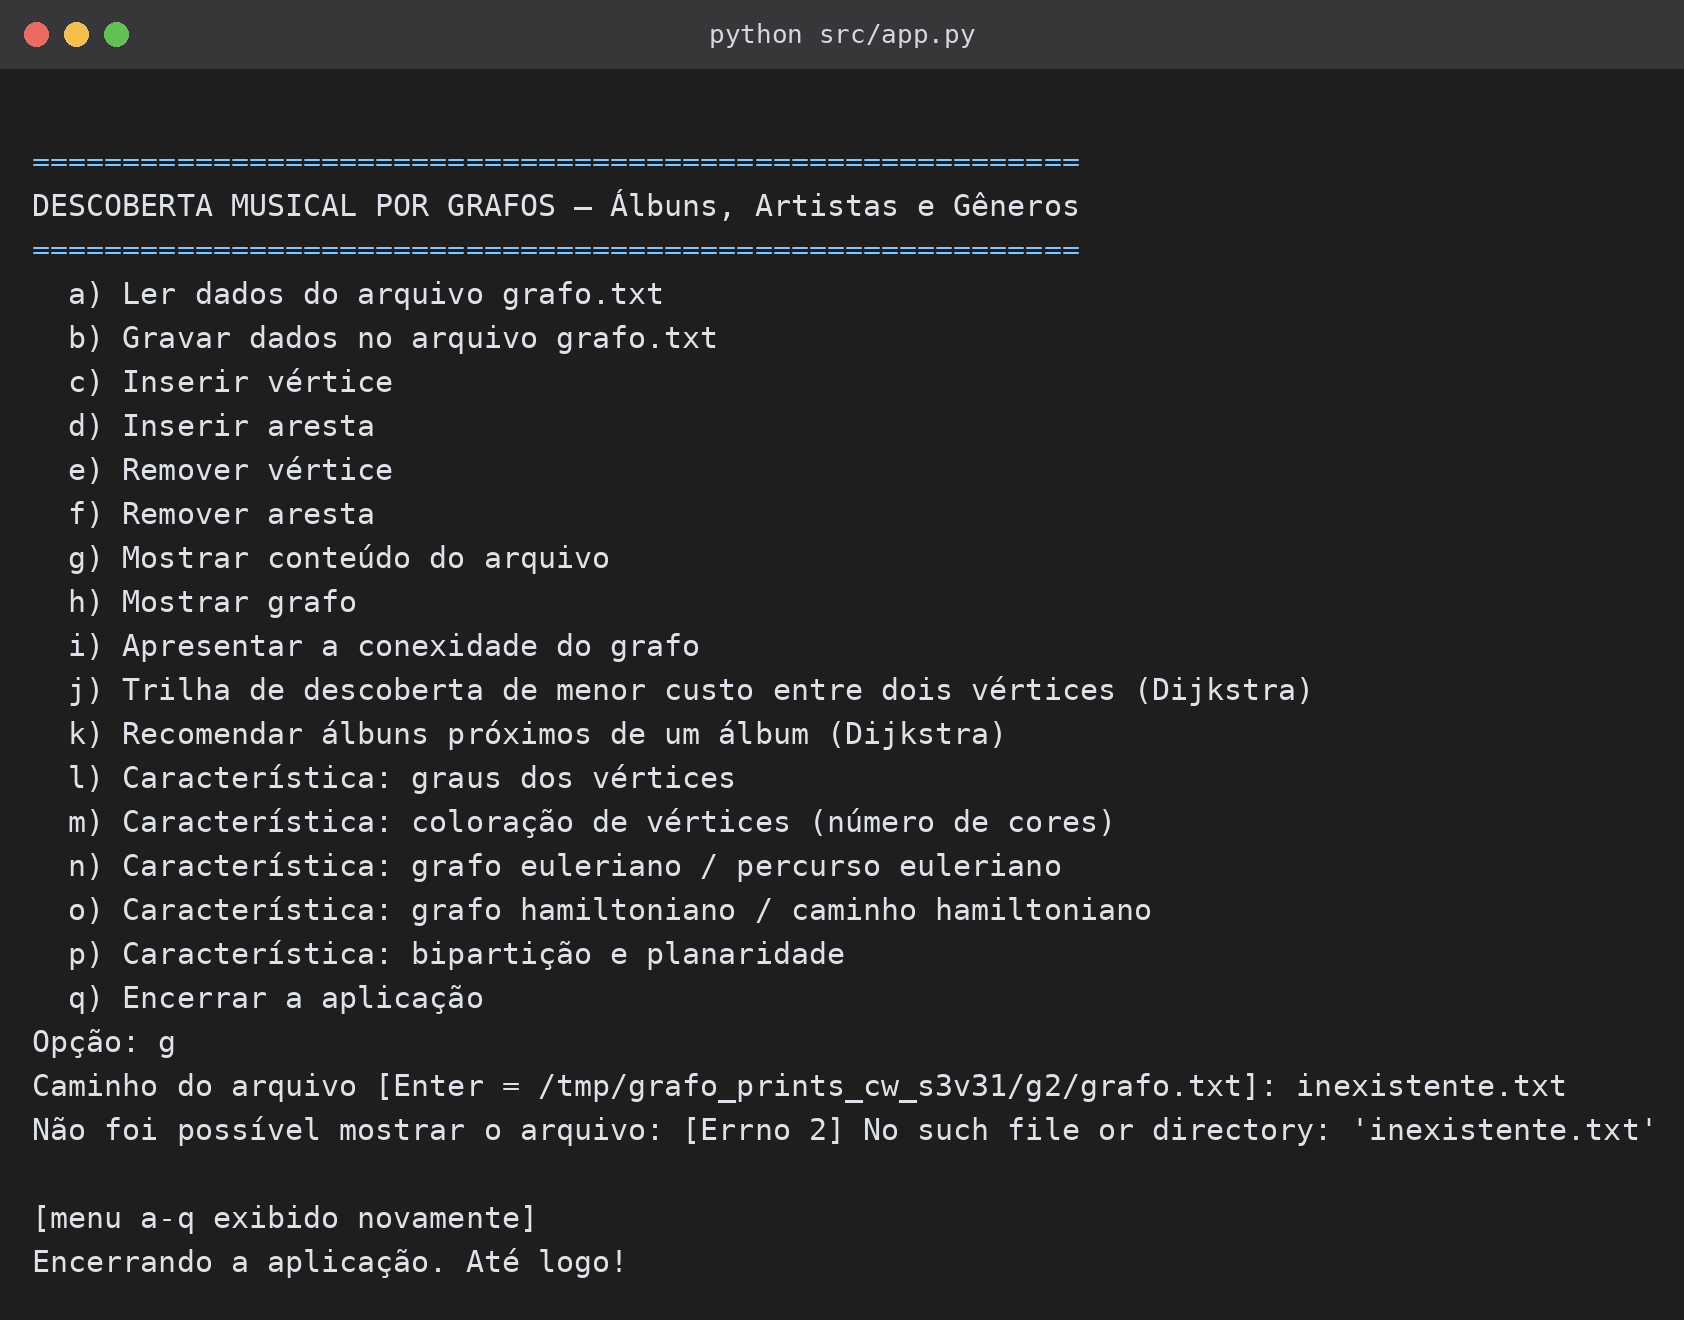 python src/app.py
==========================================================
DESCOBERTA MUSICAL POR GRAFOS — Álbuns, Artistas e Gêneros
==========================================================
a) Ler dados do arquivo grafo.txt
b) Gravar dados no arquivo grafo.txt
c) Inserir vértice
d) Inserir aresta
e) Remover vértice
f) Remover aresta
g) Mostrar conteúdo do arquivo
h) Mostrar grafo
i) Apresentar a conexidade do grafo
j) Trilha de descoberta de menor custo entre dois vértices (Dijkstra)
k) Recomendar álbuns próximos de um álbum (Dijkstra)
l) Característica: graus dos vértices
m) Característica: coloração de vértices (número de cores)
n) Característica: grafo euleriano / percurso euleriano
o) Característica: grafo hamiltoniano / caminho hamiltoniano
p) Característica: bipartição e planaridade
q) Encerrar a aplicação
Opção: g
Caminho do arquivo [Enter = /tmp/grafo_prints_cw_s3v31/g2/grafo.txt]: inexistente.txt
Não foi possível mostrar o arquivo: [Errno 2] No such file or directory: 'inexistente.txt'
[menu a-q exibido novamente]
Encerrando a aplicação. Até logo!